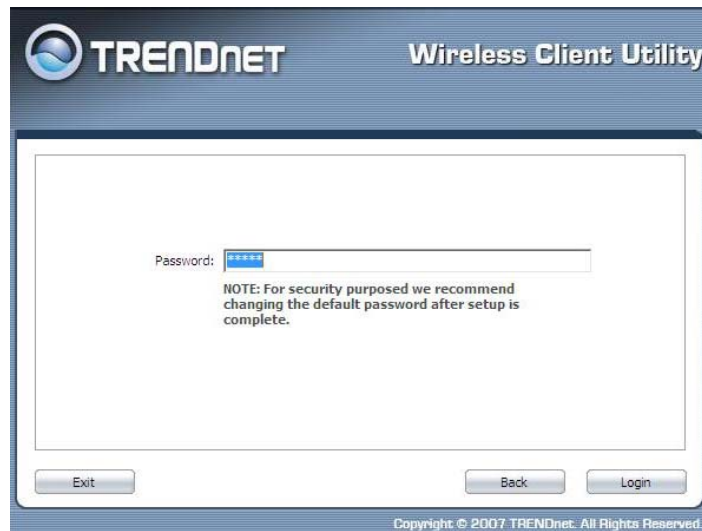 TRENDNET Wireless Client Utility
Password: *****
NOTE: For security purposed we recommend
changing the default password after setup is
complete.
Exit Back Login
Copyright © 2007 TRENDnet. All Rights Reserved.